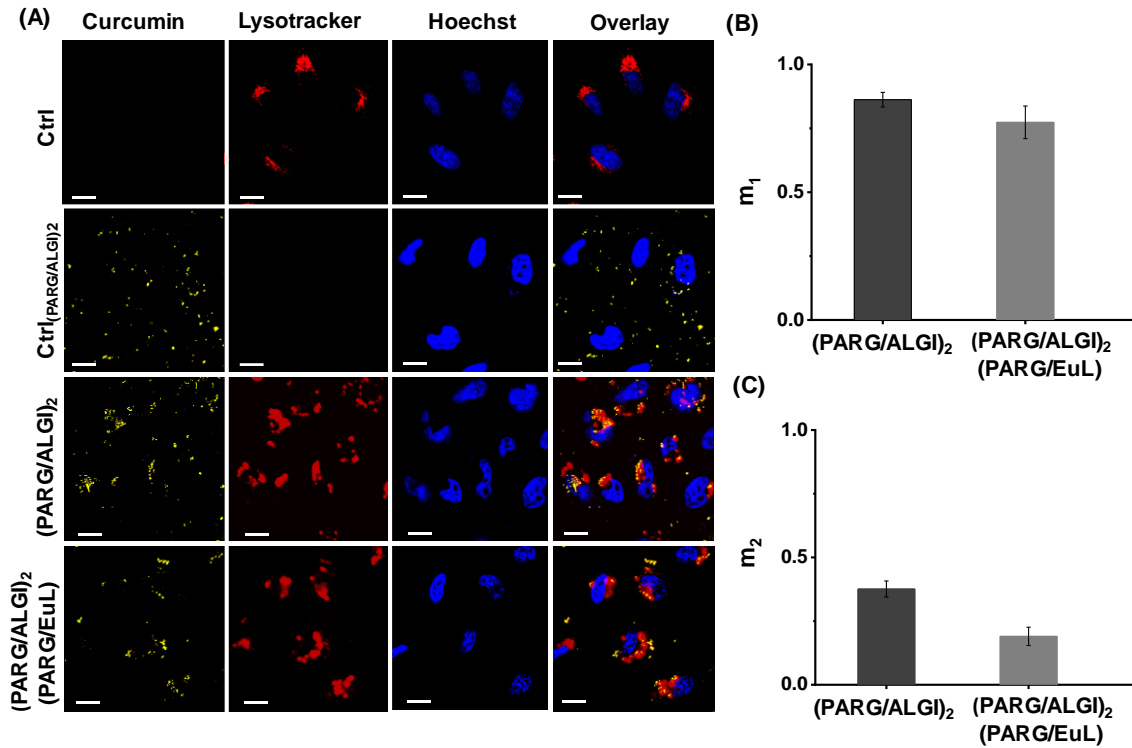 (A)
Curcumin Lysotracker Hoechst Overlay
Ctrl
Ctrl(PARG/ALGI)2
(PARG/ALGI)2
(PARG/ALGI)2
(PARG/EuL)
(B)
1.0
0.5
0.0
m1
(PARG/ALGI)2 (PARG/ALGI)2
(PARG/EuL)
(C)
1.0
0.5
0.0
m2
(PARG/ALGI)2 (PARG/ALGI)2
(PARG/EuL)